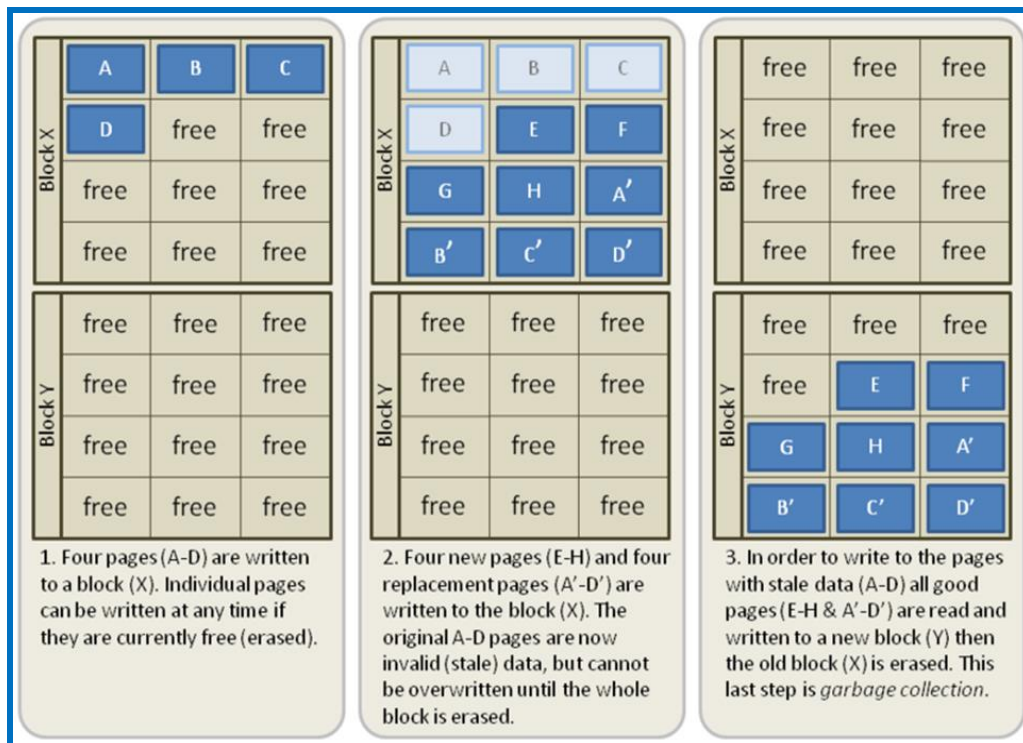 Block X
A B C
D free free
free free free
free free free
Block Y
free free free
free free free
free free free
free free free
1. Four pages (A-D) are written
to a block (X). Individual pages
can be written at any time if
they are currently free (erased).
Block X
A B C
D E F
G H A'
B' C' D'
Block Y
free free free
free free free
free free free
free free free
2. Four new pages (E-H) and four
replacement pages (A'-D') are
written to the block (X). The
original A-D pages are now
invalid (stale) data, but cannot
be overwritten until the whole
block is erased.
Block X
free free free
free free free
free free free
free free free
Block Y
free free free
free E F
G H A'
B' C' D'
3. In order to write to the pages
with stale data (A-D) all good
pages (E-H & A'-D') are read and
written to a new block (Y) then
the old block (X) is erased. This
last step is garbage collection.